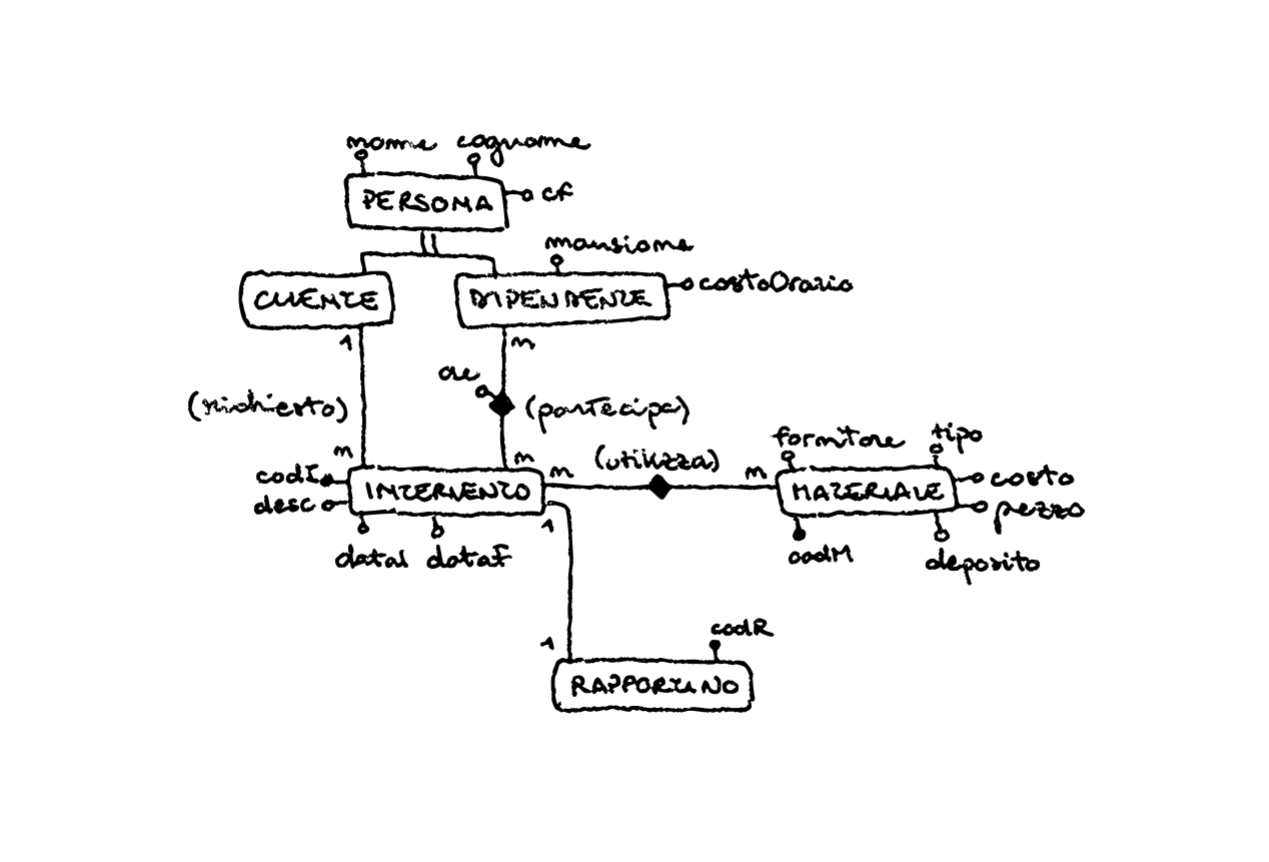 nome cognome
PERSONA
cf
mansione
CLIENTE
DIPENDENTE
costoOrario
1
n
(richiesto)
(partecipa)
n
n
n
(utilizza)
n
fornitore
tipo
codI
INTERVENTO
MATERIALE
costo
desc
pezzo
1
dataI dataF
codM
deposito
1
codR
RAPPORTINO